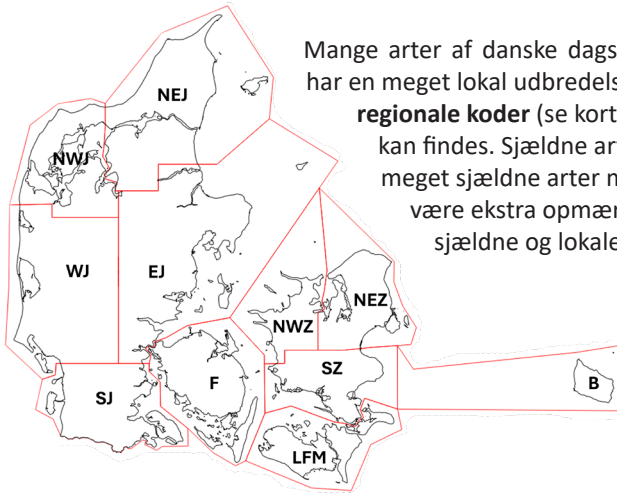 Mange arter af danske dags
har en meget lokal udbredels
regionale koder (se kort
kan findes. Sjældne ar
meget sjældne arter m
være ekstra opmær
sjældne og lokale
NEJ
NWJ
WJ
EJ
NEZ
NWZ
SZ
F
SJ
B
LFM